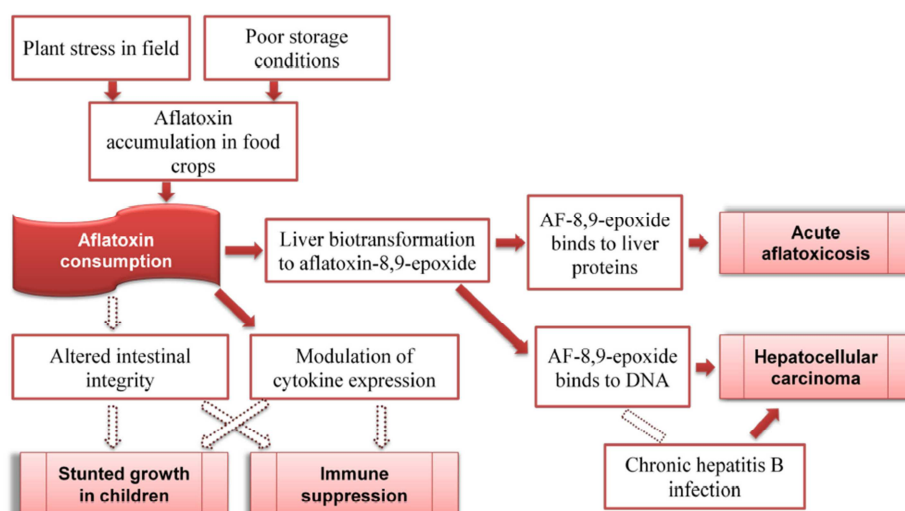 Plant stress in field
Poor storage
conditions
Aflatoxin
accumulation in food
crops
Aflatoxin
consumption
Liver biotransformation
to aflatoxin-8,9-epoxide
AF-8,9-epoxide
binds to liver
proteins
Acute
aflatoxicosis
Altered intestinal
integrity
Modulation of
cytokine expression
AF-8,9-epoxide
binds to DNA
Hepatocellular
carcinoma
Stunted growth
in children
Immune
suppression
Chronic hepatitis B
infection